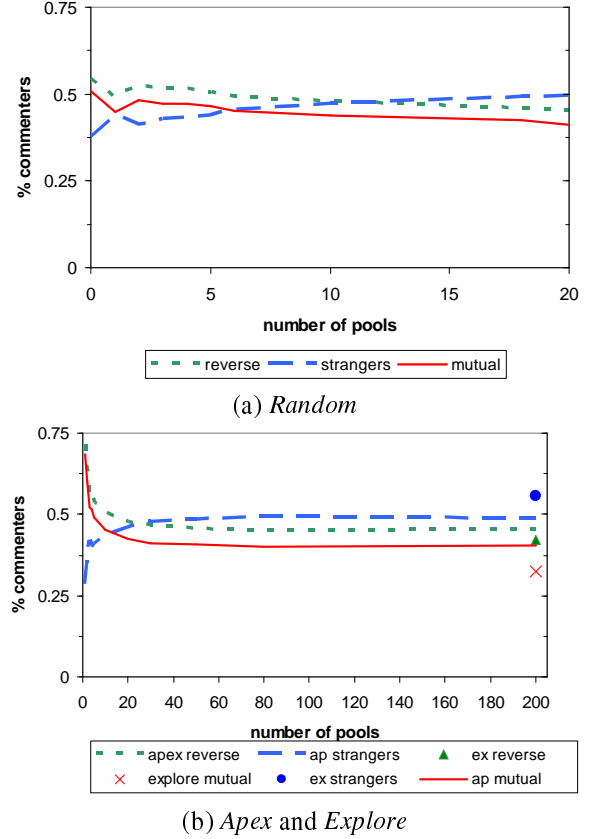 0.75
0.5
0.25
0
% commenters
0 5 10 15 20
number of pools
reverse strangers mutual
(a) Random
0.75
0.5
0.25
0
% commenters
0 20 40 60 80 100 120 140 160 180 200
number of pools
apex reverse ap strangers ex reverse
explore mutual ex strangers ap mutual
(b) Apex and Explore